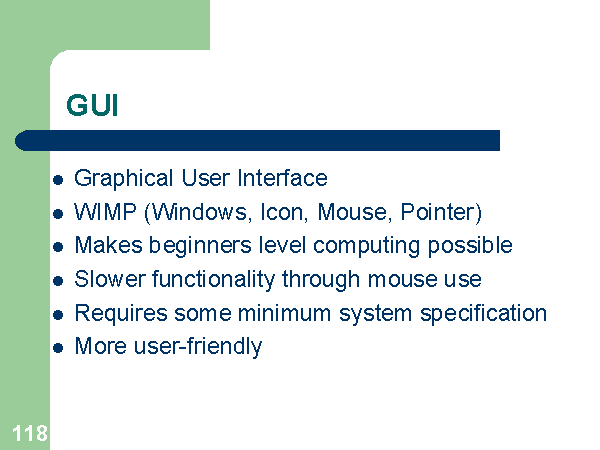 GUI
Graphical User Interface
WIMP (Windows, Icon, Mouse, Pointer)
Makes beginners level computing possible
Slower functionality through mouse use
Requires some minimum system specification
More user-friendly
118